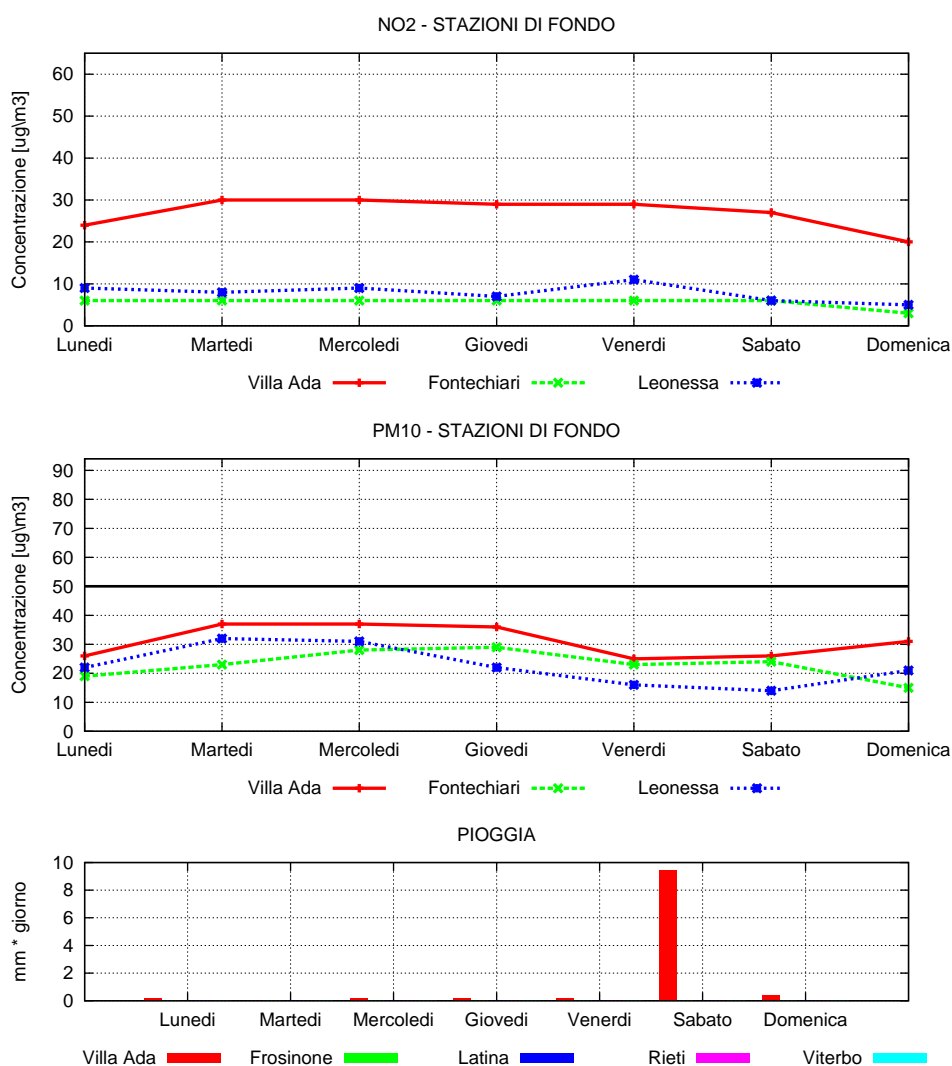 NO2 - STAZIONI DI FONDO
Concentrazione [ug\m3]
60
50
40
30
20
10
0
Lunedi Martedi Mercoledi Giovedi Venerdi Sabato Domenica
Villa Ada Fontechiari Leonessa
PM10 - STAZIONI DI FONDO
Concentrazione [ug\m3]
90
80
70
60
50
40
30
20
10
0
Lunedi Martedi Mercoledi Giovedi Venerdi Sabato Domenica
Villa Ada Fontechiari Leonessa
PIOGGIA
mm * giorno
10
8
6
4
2
0
Lunedi Martedi Mercoledi Giovedi Venerdi Sabato Domenica
Villa Ada Frosinone Latina Rieti Viterbo